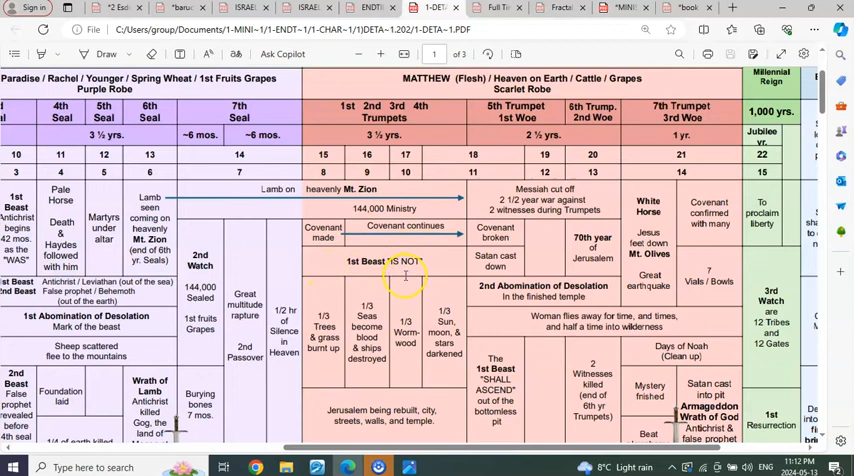 Sign in
*2 Esdo
*baruc
ISRAEL
ISRAEL
ENDTIM
1-DETA
Full Tim
Fractal
*MINIS
*book
File
C:/Users/group/Documents/1-MINI~1/1-ENDT~1/1-CHAR~1/1)DETA~.202/1-DETA~.PDF
Draw
Ask Copilot
1
of 3
Paradise / Rachel / Younger / Spring Wheat / 1st Fruits Grapes
Purple Robe
MATTHEW (Flesh) / Heaven on Earth / Cattle / Grapes
Scarlet Robe
Millennial
Reign
4th
Seal
5th
Seal
6th
Seal
7th
Seal
1st 2nd 3rd 4th
Trumpets
5th Trumpet
1st Woe
6th Trump.
2nd Woe
7th Trumpet
3rd Woe
1,000 yrs.
3 ½ yrs.
~6 mos.
~6 mos.
3 ½ yrs.
2 ½ yrs.
1 yr.
Jubilee
yr.
10 11 12 13 14 15 16 17 18 19 20 21 22
3 4 5 6 7 8 9 10 11 12 13 14 15
1st
Beast
Antichrist
begins
42 mos.
as the
"WAS"
Pale
Horse
Death
&
Haydes
followed
with him
Martyrs
under
altar
Lamb
seen
coming on
heavenly
Mt. Zion
(end of 6th
yr. Seals)
Lamb on heavenly Mt. Zion
144,000 Ministry
Messiah cut off
2 1/2 year war against
2 witnesses during Trumpets
White
Horse
Jesus
feet down
Mt. Olives
Great
earthquake
Covenant
confirmed
with many
7
Vials / Bowls
To
proclaim
liberty
2nd
Watch
144,000
Sealed
1st fruits
Grapes
Great
multitude
rapture
2nd
Passover
1/2 hr
of
Silence
in
Heaven
Covenant
made
Covenant continues
Covenant
broken
Satan cast
down
70th year
of
Jerusalem
1st Beast "IS NOT"
1st Beast
2nd Beast
Antichrist / Leviathan (out of the sea)
False prophet / Behemoth
(out of the earth)
1st Abomination of Desolation
Mark of the beast
Sheep scattered
flee to the mountains
1/3
Trees
&
grass
burnt up
1/3
Seas
become
blood
& ships
destroyed
1/3
Worm-
wood
1/3
Sun,
moon, &
stars
darkened
2nd Abomination of Desolation
In the finished temple
Woman flies away for time, and times,
and half a time into wilderness
3rd
Watch
are
12 Tribes
and
12 Gates
2nd
Beast
False
prophet
revealed
before
4th seal
Foundation
laid
1/4 of earth killed
Wrath of
Lamb
Antichrist
killed
Gog, the
land of
Burying
bones
7 mos.
Jerusalem being rebuilt, city,
streets, walls, and temple.
The
1st Beast
"SHALL
ASCEND"
out of the
bottomless
pit
2
Witnesses
killed
(end of
6th yr
Trumpets)
Days of Noah
(Clean up)
Mystery
finished
Satan cast
into pit
Armageddon
Wrath of God
Antichrist &
false prophet
1st
Resurrection
Type here to search
8°C Light rain
11:12 PM
2024-05-13